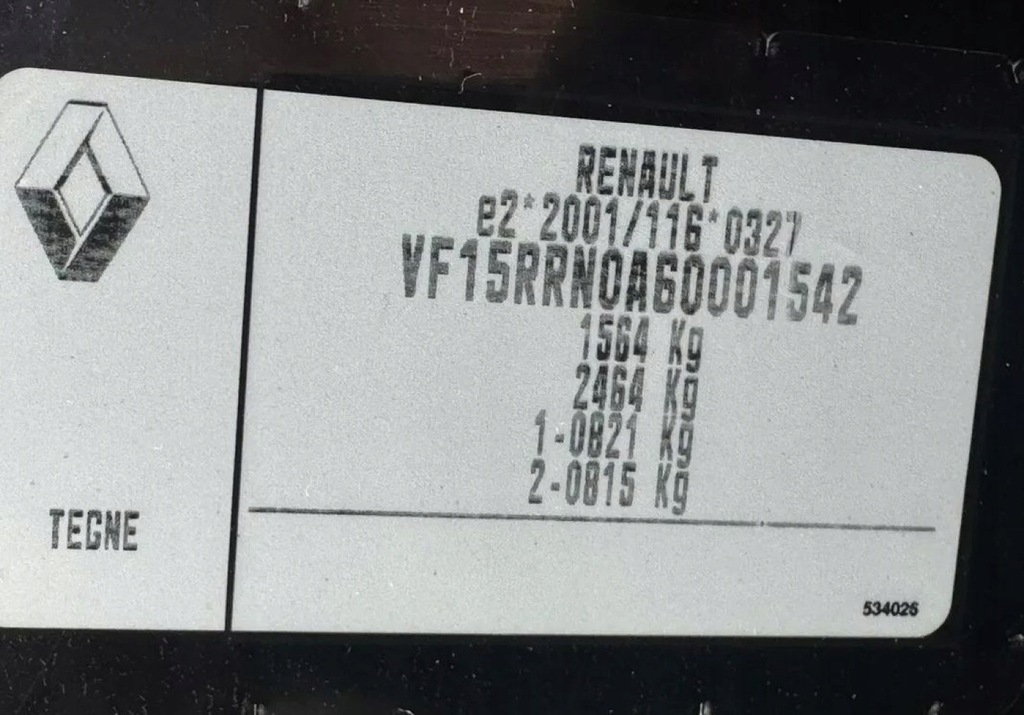 RENAULT
e2*2001/116*0327
VF15RRN0A60001542
1564 Kg
2464 Kg
1-0821 Kg
2-0815 Kg
TEGNE
534026